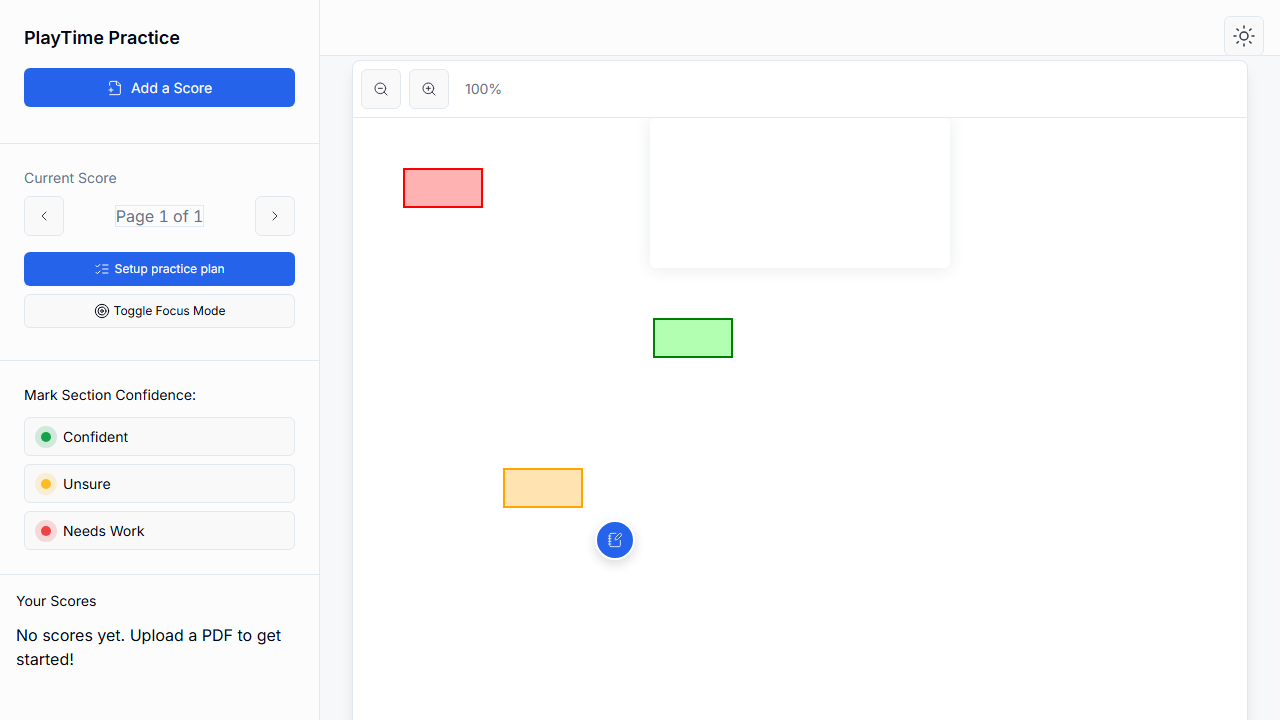 PlayTime Practice
Add a Score
Current Score
Page 1 of 1
Setup practice plan
Toggle Focus Mode
Mark Section Confidence:
Confident
Unsure
Needs Work
Your Scores
No scores yet. Upload a PDF to get
started!
100%